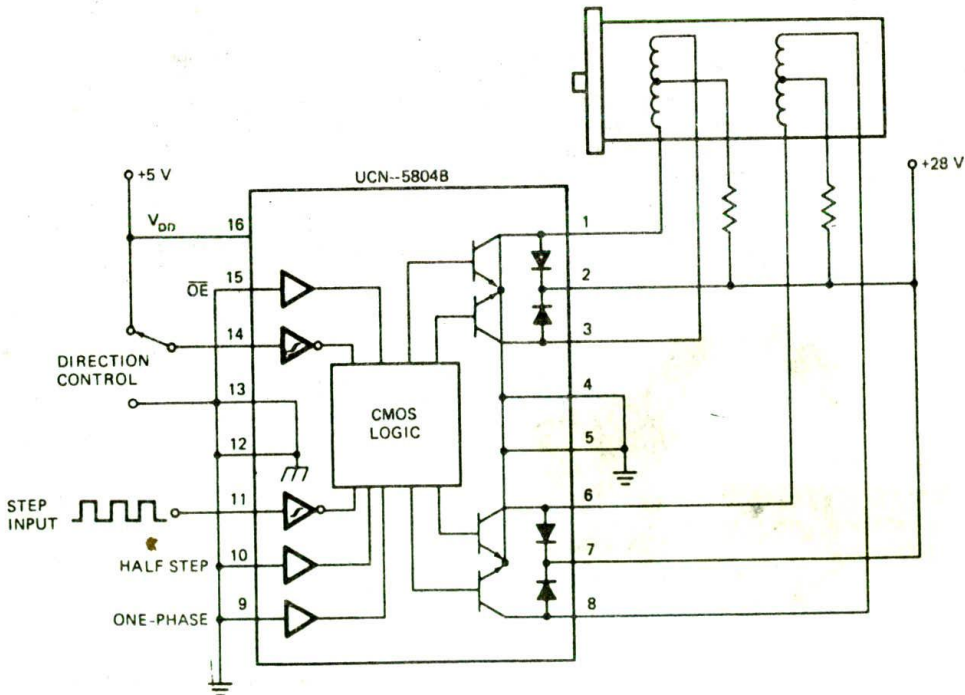 +28 V
+5 V
UCN--5804B
V_DD
16
1
15
OE
2
14
3
DIRECTION
CONTROL
13
4
CMOS
LOGIC
12
5
11
6
STEP
INPUT
10
7
HALF STEP
9
8
ONE-PHASE